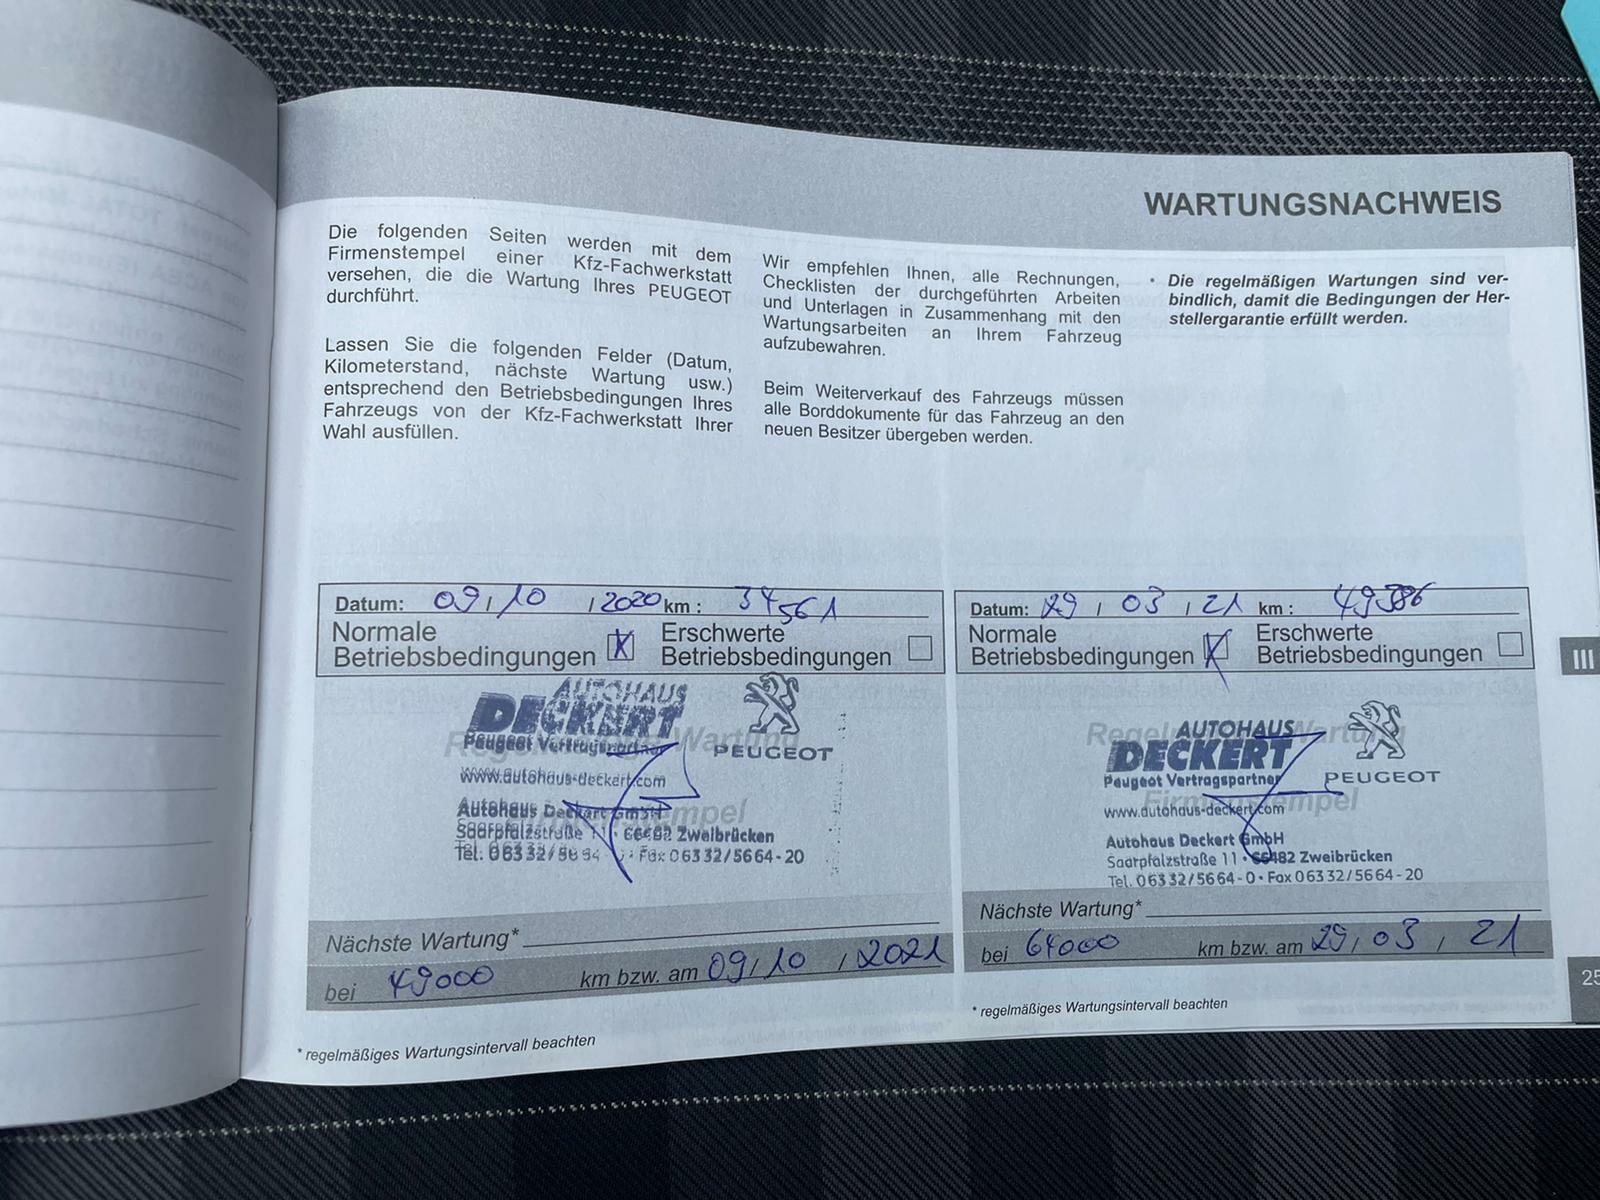 WARTUNGSNACHWEIS
Die folgenden Seiten werden mit dem
Firmenstempel einer Kfz-Fachwerkstatt
versehen, die die Wartung Ihres PEUGEOT
durchführt.
Lassen Sie die folgenden Felder (Datum,
Kilometerstand, nächste Wartung usw.)
entsprechend den Betriebsbedingungen Ihres
Fahrzeugs von der Kfz-Fachwerkstatt Ihrer
Wahl ausfüllen.
Wir empfehlen Ihnen, alle Rechnungen,
Checklisten der durchgeführten Arbeiten
und Unterlagen in Zusammenhang mit den
Wartungsarbeiten an Ihrem Fahrzeug
aufzubewahren.
Beim Weiterverkauf des Fahrzeugs müssen
alle Borddokumente für das Fahrzeug an den
neuen Besitzer übergeben werden.
• Die regelmäßigen Wartungen sind ver-
bindlich, damit die Bedingungen der Her-
stellergarantie erfüllt werden.
Datum: 09/10/2020 km: 34561
Normale
Betriebsbedingungen X
Erschwerte
Betriebsbedingungen
AUTOHAUS
DECKERT
Peugeot Vertragspartner
PEUGEOT
www.autohaus-deckert.com
Autohaus Deckert GmbH
Saarpfalzstraße 11 • 66482 Zweibrücken
Tel. 06332/5664-0 • Fax 06332/5664-20
Nächste Wartung*
bei 49000 km bzw. am 09/10/2021
* regelmäßiges Wartungsintervall beachten
Datum: 29/03/21 km:
Normale
Betriebsbedingungen X
Erschwerte
Betriebsbedingungen
Regelmäßige Wartung
Firmenstempel
AUTOHAUS
DECKERT
Peugeot Vertragspartner
PEUGEOT
www.autohaus-deckert.com
Autohaus Deckert GmbH
Saarpfalzstraße 11 • 66482 Zweibrücken
Tel. 06332/5664-0 • Fax 06332/5664-20
Nächste Wartung*
bei 64000 km bzw. am 29/03/21
* regelmäßiges Wartungsintervall beachten
III
25